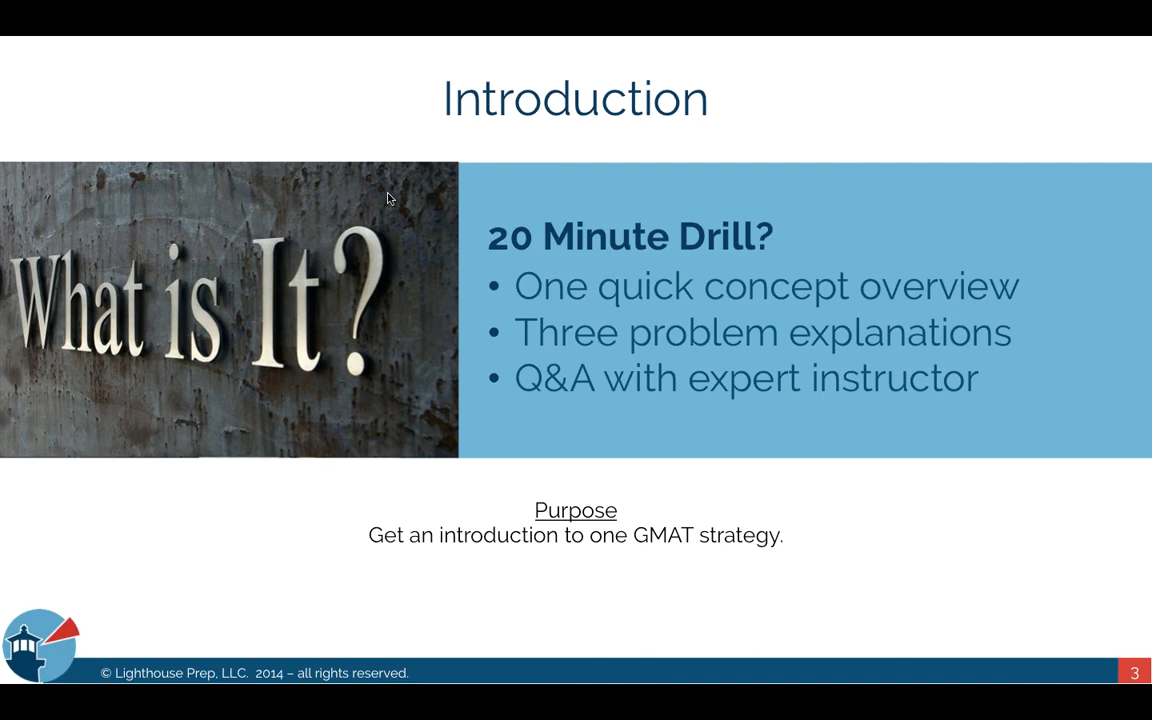 Introduction
What is It?
20 Minute Drill?
• One quick concept overview
• Three problem explanations
• Q&A with expert instructor
Purpose
Get an introduction to one GMAT strategy.
© Lighthouse Prep, LLC. 2014 – all rights reserved.
3